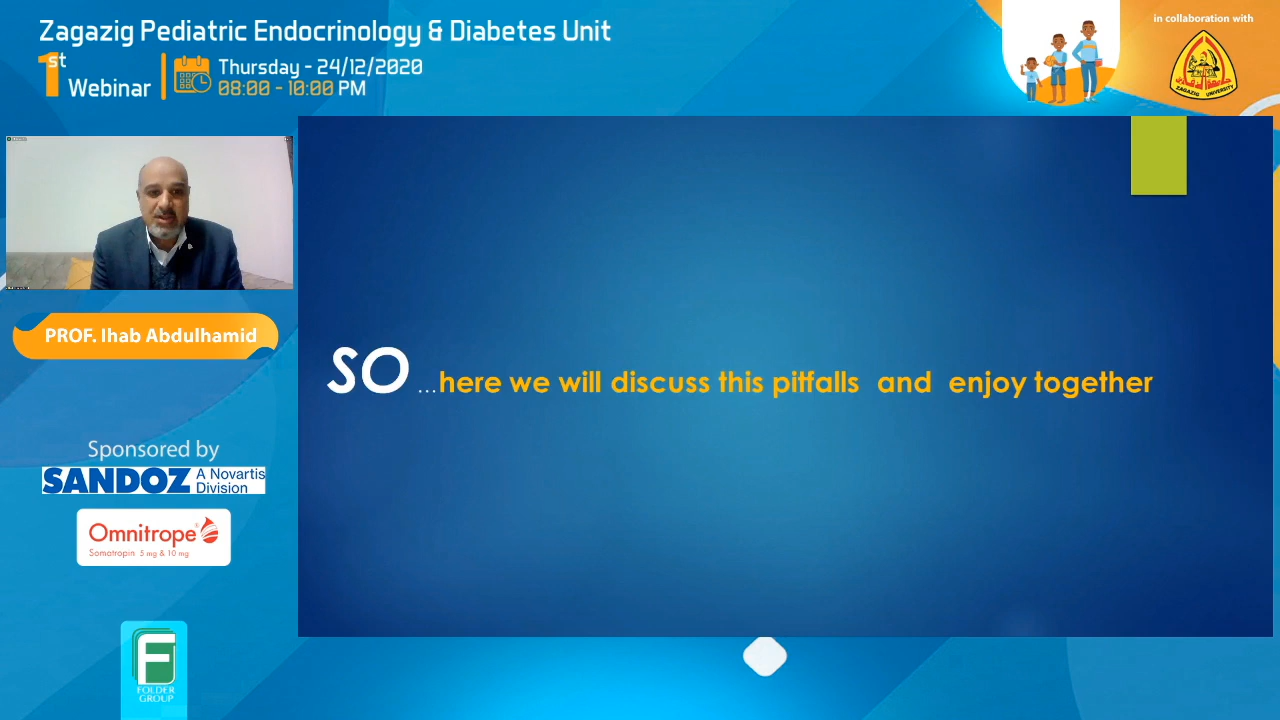 Zagazig Pediatric Endocrinology & Diabetes Unit
1st Webinar
Thursday - 24/12/2020
08:00 - 10:00 PM
in collaboration with
ZAGAZIG UNIVERSITY
PROF. Ihab Abdulhamid
SO ...here we will discuss this pitfalls and enjoy together
Sponsored by
SANDOZ A Novartis
Division
Omnitrope®
Somatropin 5 mg & 10 mg
F
FOLDER
GROUP